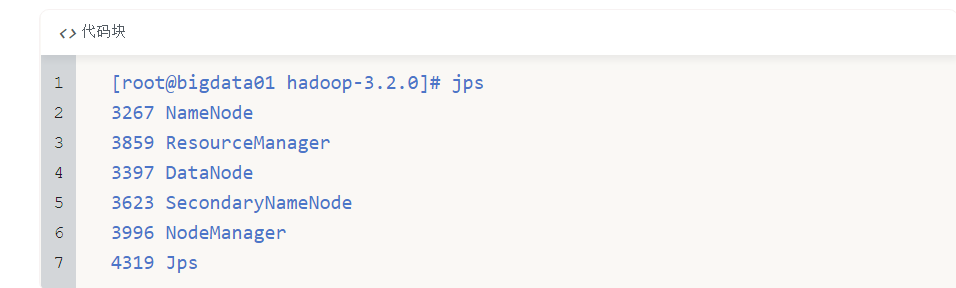 <> 代码块
1 [root@bigdata01 hadoop-3.2.0]# jps
2 3267 NameNode
3 3859 ResourceManager
4 3397 DataNode
5 3623 SecondaryNameNode
6 3996 NodeManager
7 4319 Jps